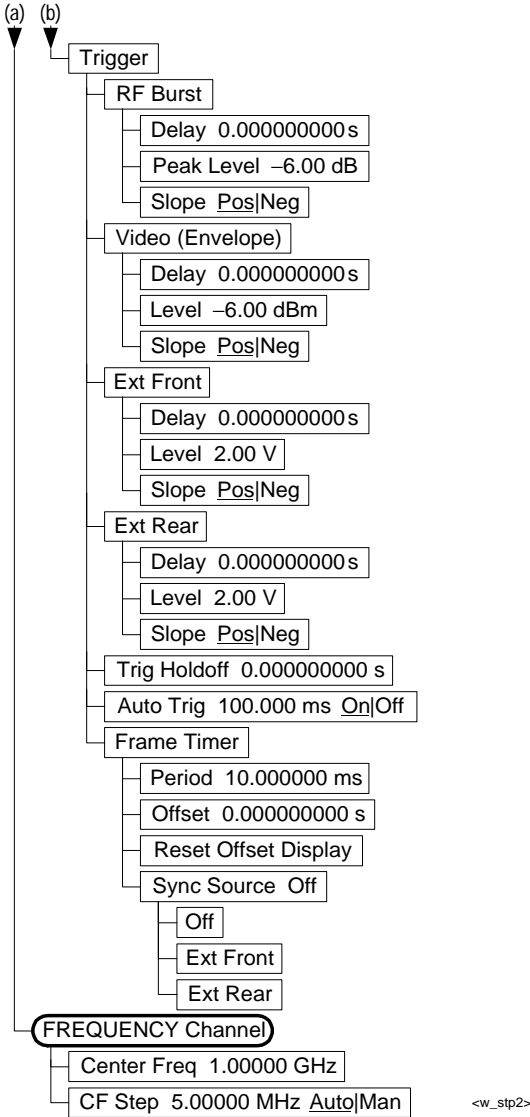 (a) (b)
Trigger
RF Burst
Delay 0.000000000 s
Peak Level –6.00 dB
Slope Pos|Neg
Video (Envelope)
Delay 0.000000000 s
Level –6.00 dBm
Slope Pos|Neg
Ext Front
Delay 0.000000000 s
Level 2.00 V
Slope Pos|Neg
Ext Rear
Delay 0.000000000 s
Level 2.00 V
Slope Pos|Neg
Trig Holdoff 0.000000000 s
Auto Trig 100.000 ms On|Off
Frame Timer
Period 10.000000 ms
Offset 0.000000000 s
Reset Offset Display
Sync Source Off
Off
Ext Front
Ext Rear
FREQUENCY Channel
Center Freq 1.00000 GHz
CF Step 5.00000 MHz Auto|Man
<w_stp2>